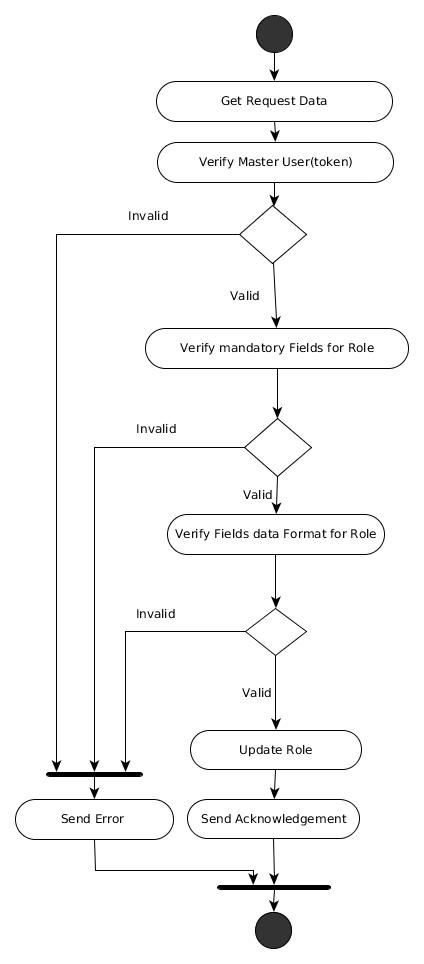 Get Request Data
Verify Master User(token)
Invalid
Valid
Verify mandatory Fields for Role
Invalid
Valid
Verify Fields data Format for Role
Invalid
Valid
Update Role
Send Error
Send Acknowledgement